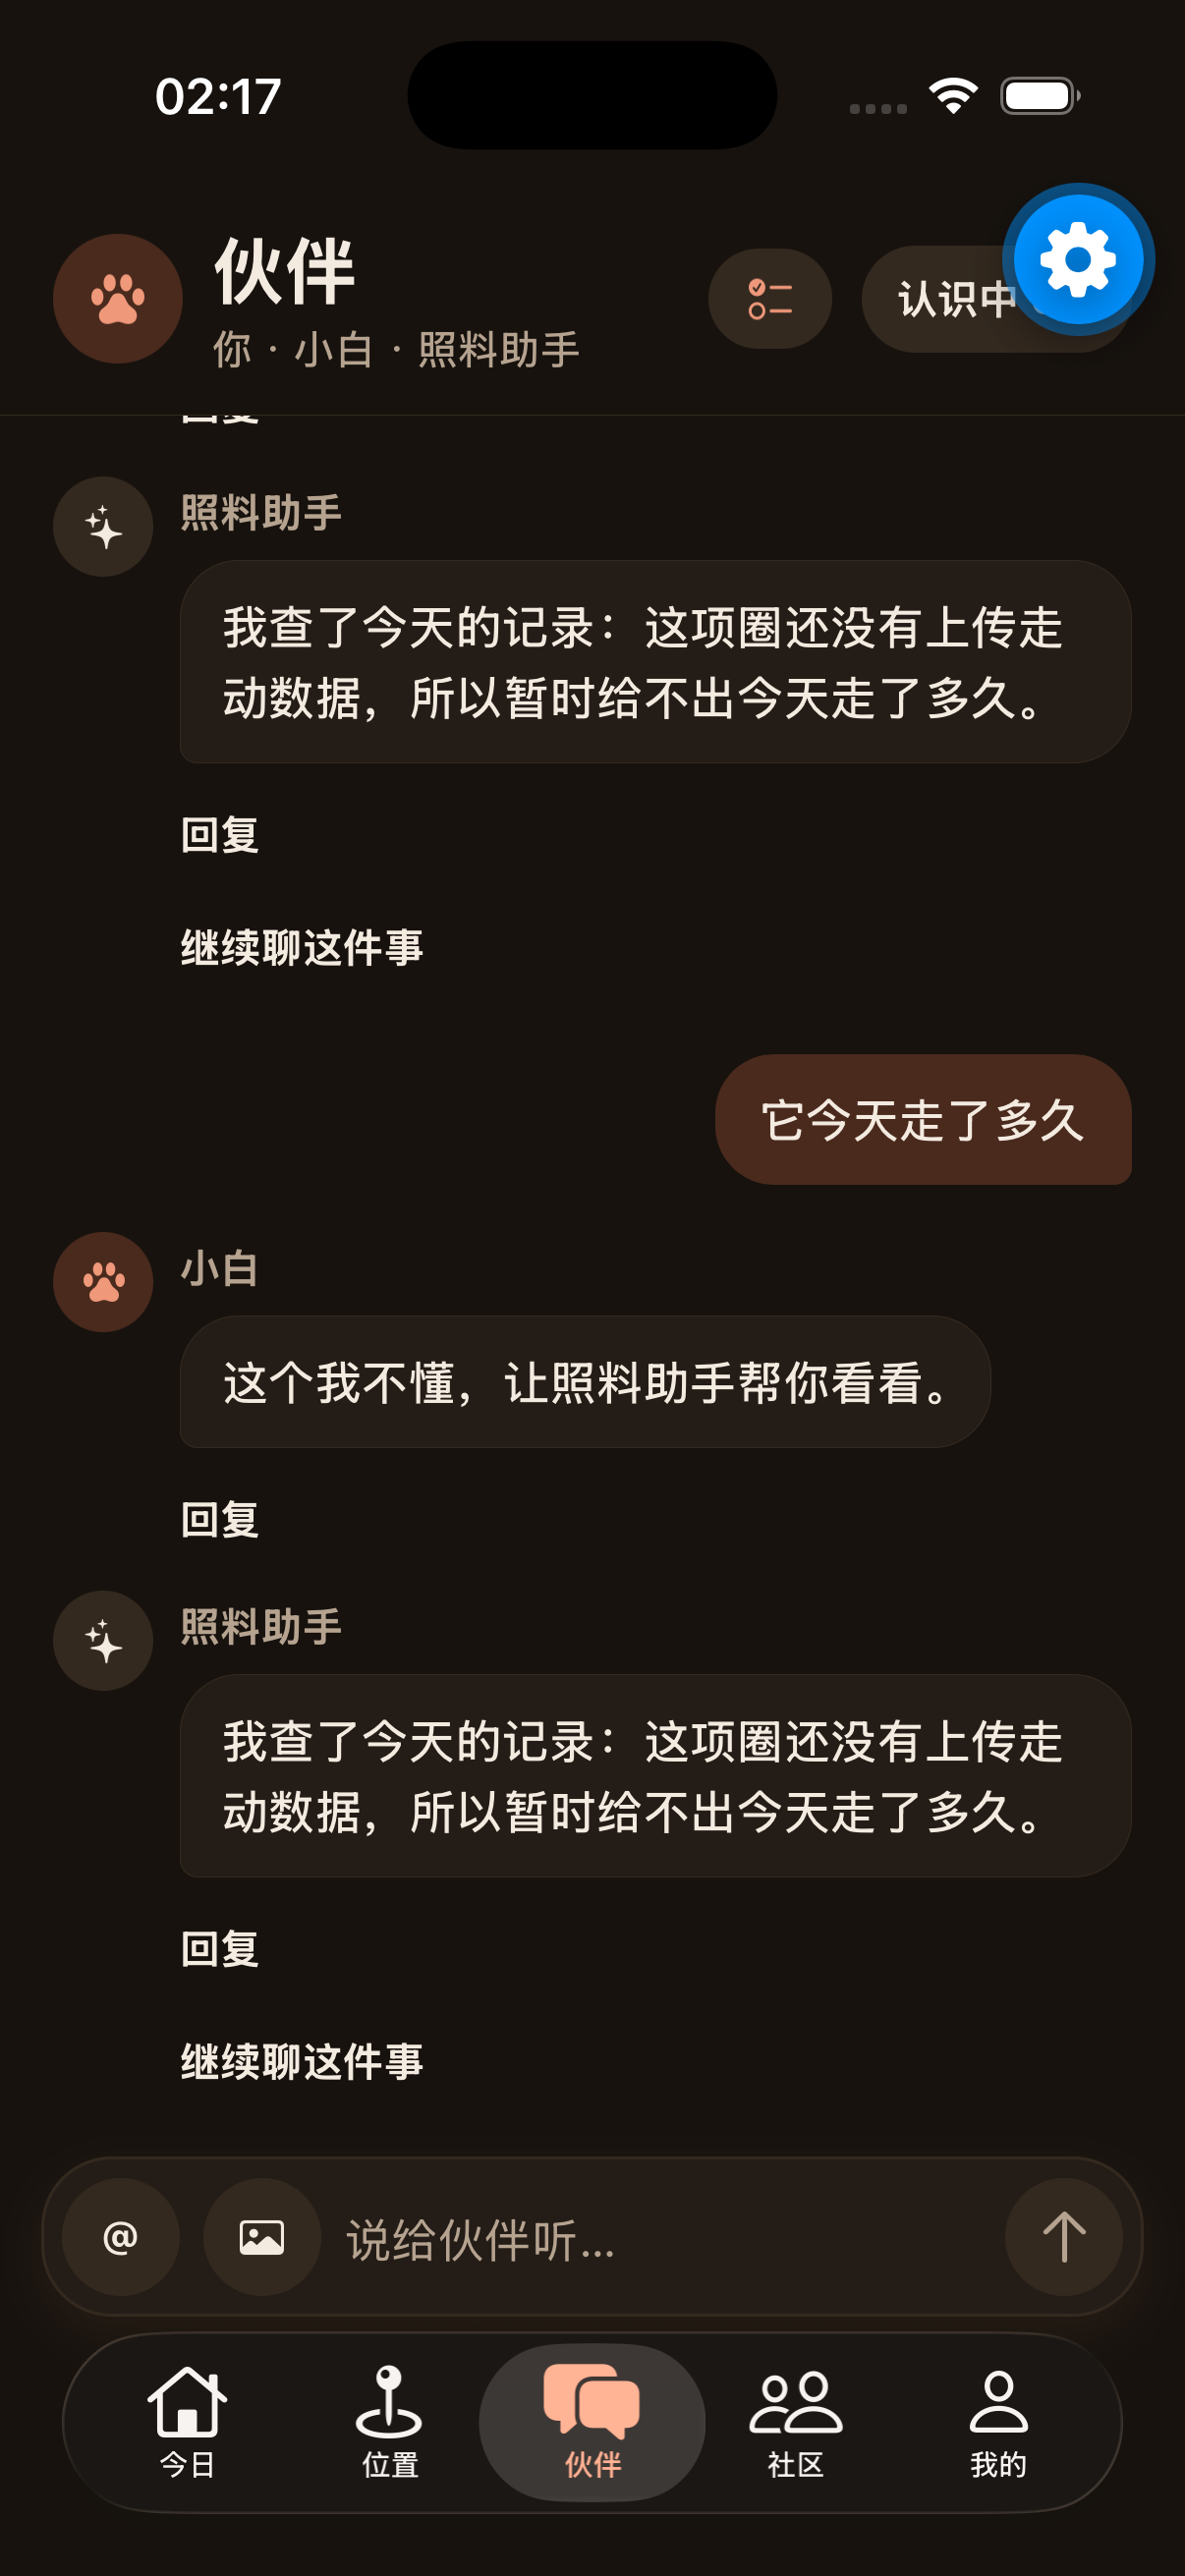 02:17
伙伴
你 · 小白 · 照料助手
认识中
回复
照料助手
我查了今天的记录：这项圈还没有上传走
动数据，所以暂时给不出今天走了多久。
回复
继续聊这件事
它今天走了多久
小白
这个我不懂，让照料助手帮你看看。
回复
照料助手
我查了今天的记录：这项圈还没有上传走
动数据，所以暂时给不出今天走了多久。
回复
继续聊这件事
@
说给伙伴听...
今日
位置
伙伴
社区
我的